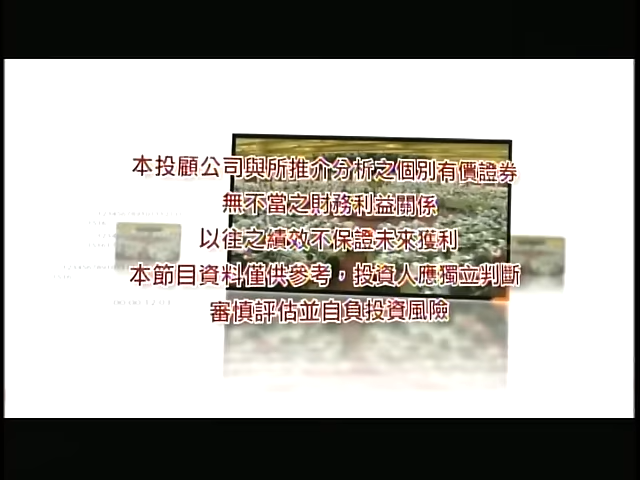 本投顧公司與所推介分析之個別有價證券
無不當之財務利益關係
以往之績效不保證未來獲利
本節目資料僅供參考，投資人應獨立判斷
審慎評估並自負投資風險